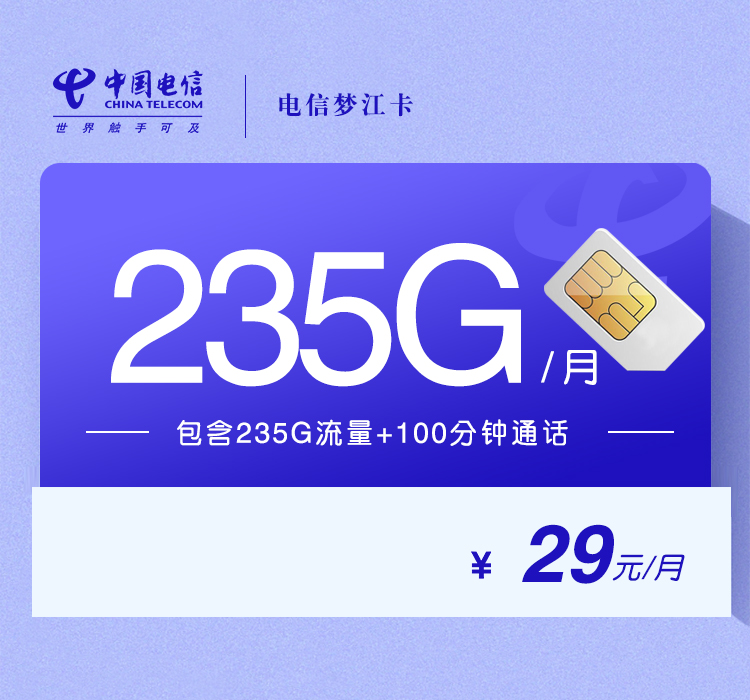 中国电信
CHINA TELECOM
世界触手可及
电信梦江卡
235G/月
包含235G流量+100分钟通话
¥ 29元/月